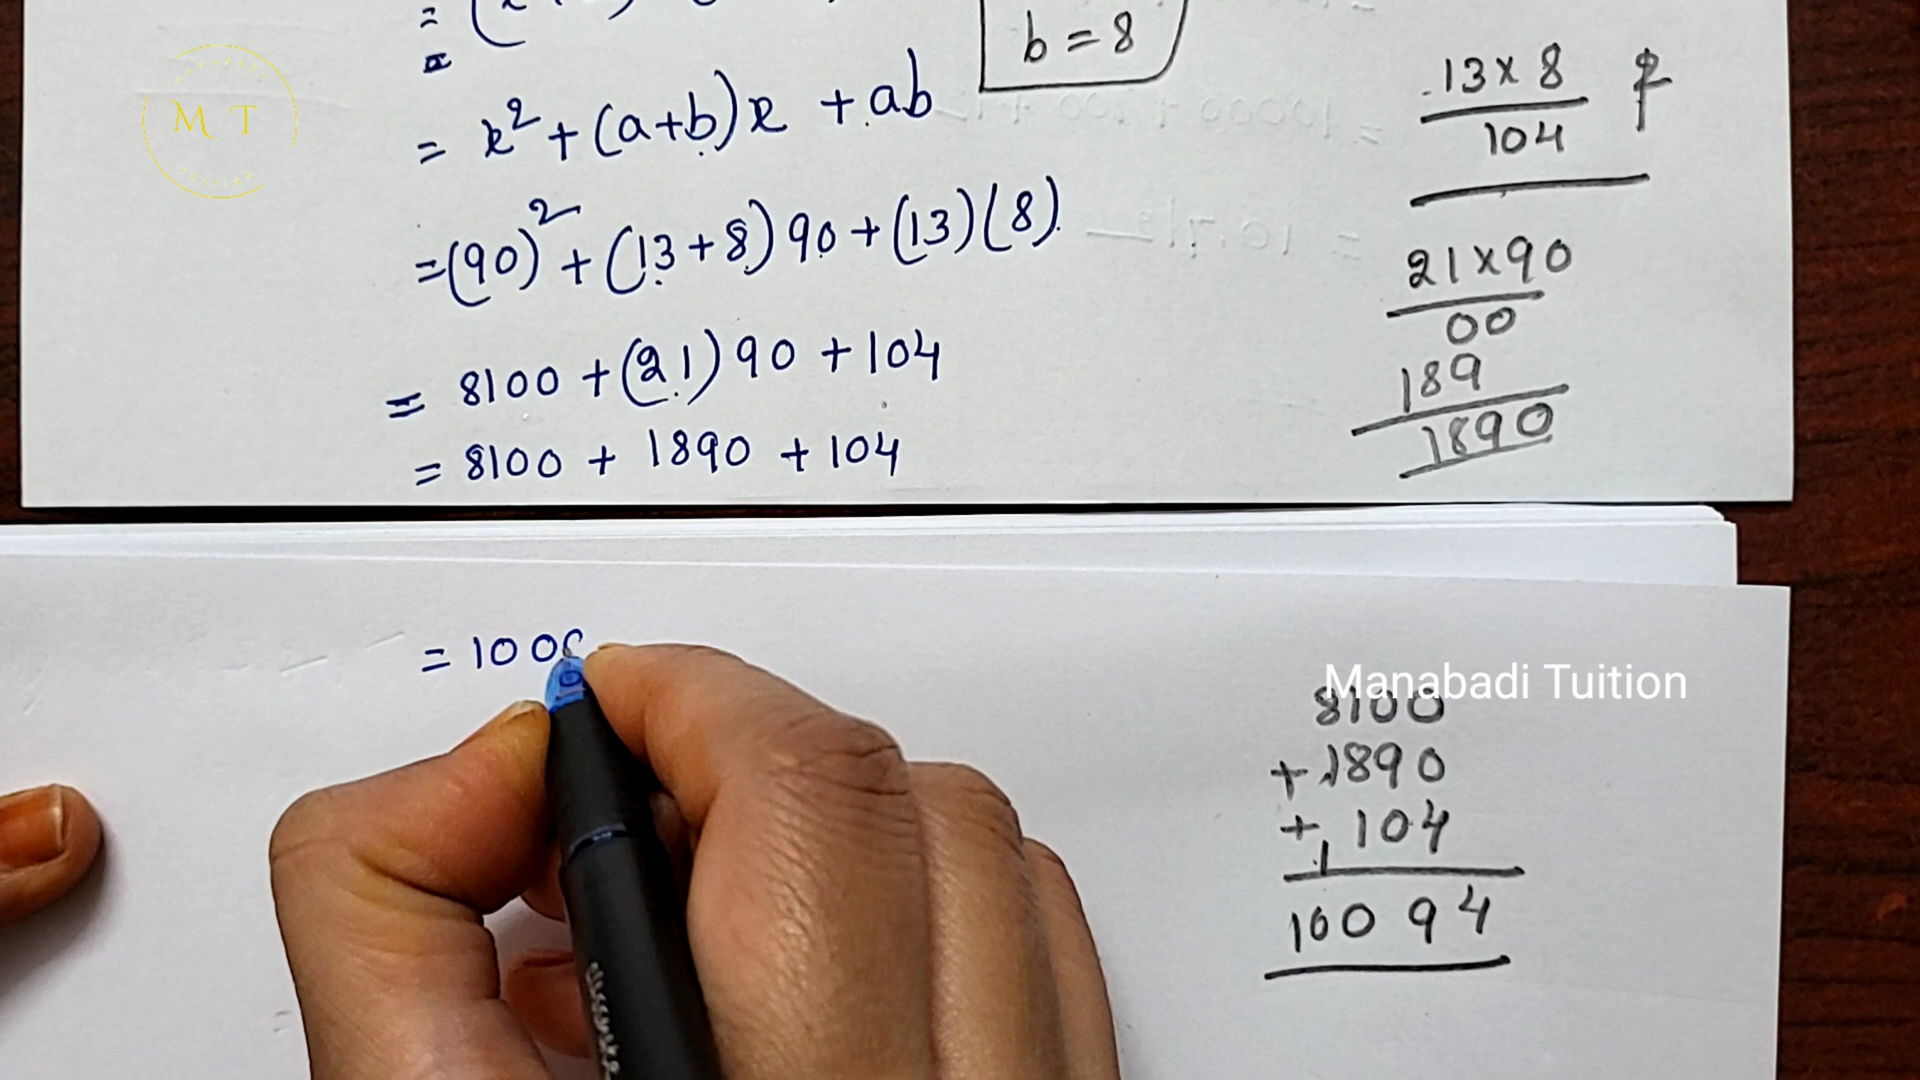 M T
b = 8
= x² + (a+b)x + ab
= (90)² + (13+8) 90 + (13)(8)
= 8100 + (21) 90 + 104
= 8100 + 1890 + 104
13 x 8
104
21 x 90
00
189
1890
= 100
Manabadi Tuition
8100
+ 1890
+ 104
1
10094